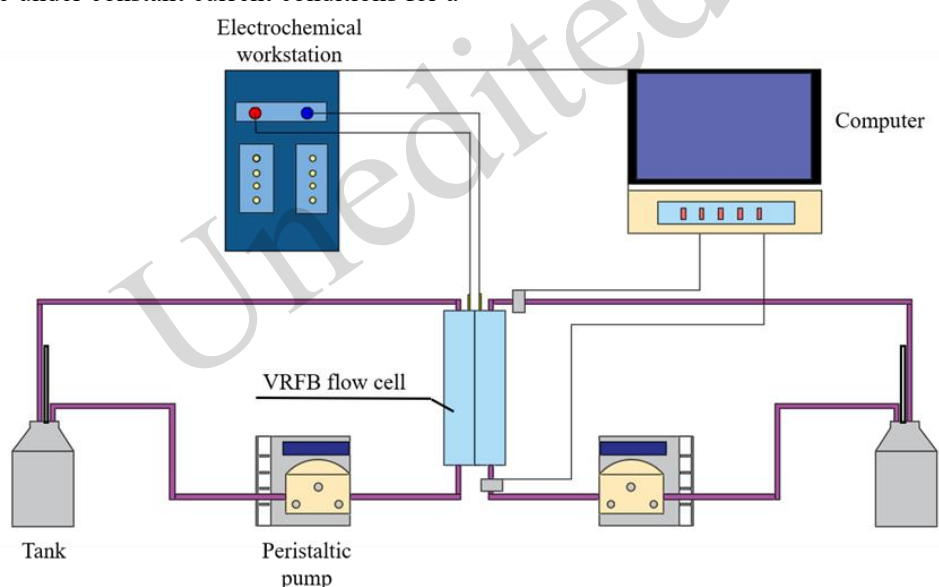 under constant current conditions for a
Electrochemical
workstation
Computer
Unedited
VRFB flow cell
Tank
Peristaltic
pump